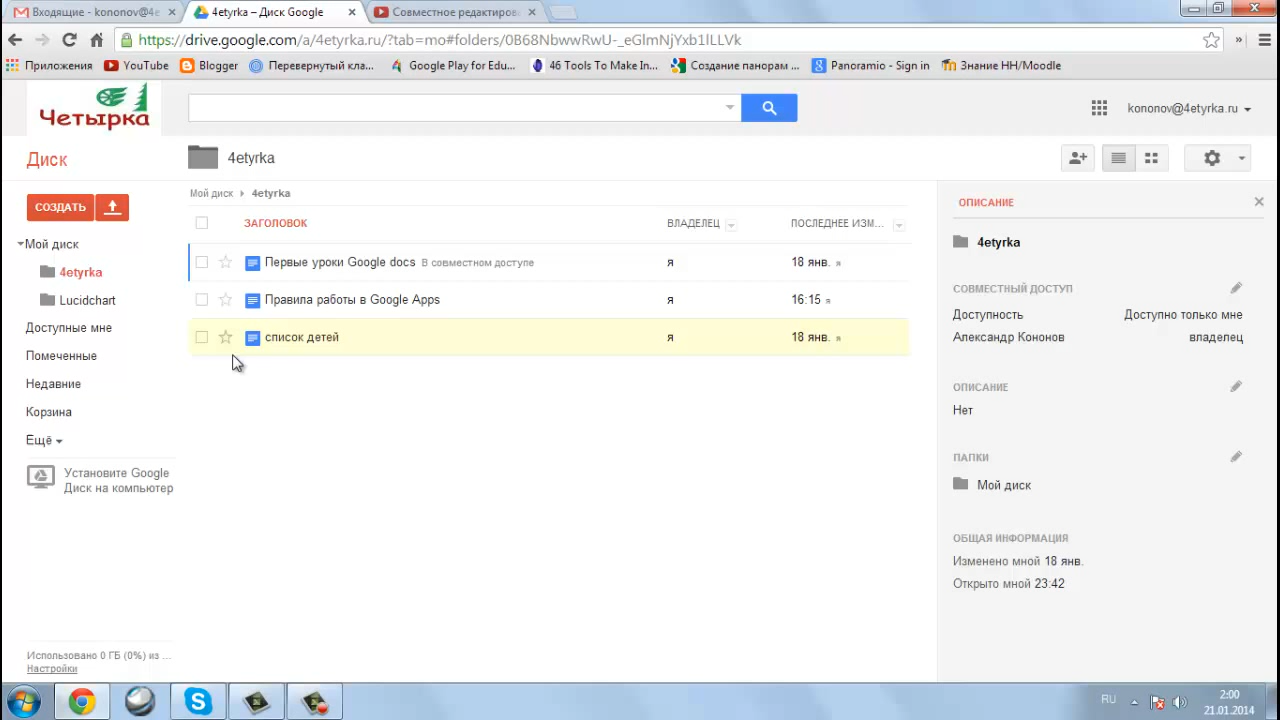 Входящие - kononov@4e
4etyrka – Диск Google
Совместное редактиров
https://drive.google.com/a/4etyrka.ru/?tab=mo#folders/0B68NbwwRwU-_eGlmNjYxb1lLLVk
Приложения
YouTube
Blogger
Перевернутый кла...
Google Play for Edu...
46 Tools To Make In...
Создание панорам ...
Panoramio - Sign in
Знание НН/Moodle
Четырка
kononov@4etyrka.ru
Диск
4etyrka
СОЗДАТЬ
Мой диск
4etyrka
Lucidchart
Доступные мне
Помеченные
Недавние
Корзина
Ещё
Установите Google
Диск на компьютер
Использовано 0 ГБ (0%) из ...
Настройки
Мой диск 4etyrka
ЗАГОЛОВОК ВЛАДЕЛЕЦ ПОСЛЕДНЕЕ ИЗМ...
Первые уроки Google docs В совместном доступе я 18 янв. я
Правила работы в Google Apps я 16:15 я
список детей я 18 янв. я
ОПИСАНИЕ
4etyrka
СОВМЕСТНЫЙ ДОСТУП
Доступность Доступно только мне
Александр Кононов владелец
ОПИСАНИЕ
Нет
ПАПКИ
Мой диск
ОБЩАЯ ИНФОРМАЦИЯ
Изменено мной 18 янв.
Открыто мной 23:42
RU
2:00
21.01.2014